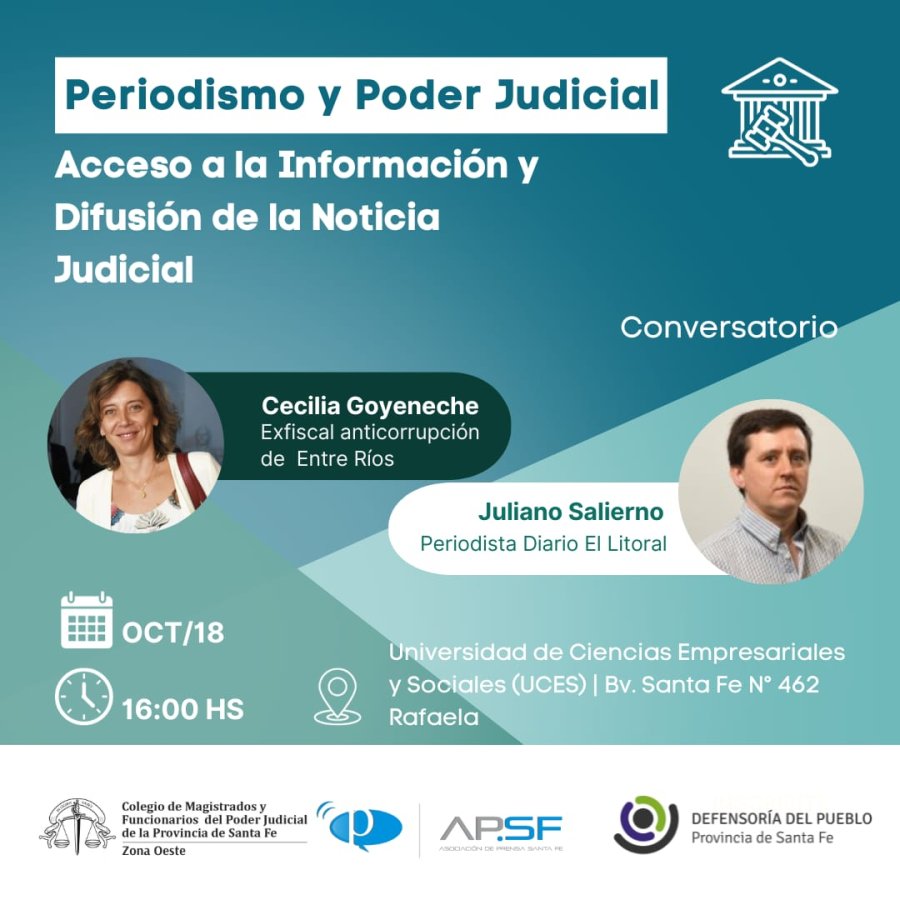 Periodismo y Poder Judicial
Acceso a la Información y
Difusión de la Noticia
Judicial
Conversatorio
Cecilia Goyeneche
Exfiscal anticorrupción
de Entre Ríos
Juliano Salierno
Periodista Diario El Litoral
OCT/18
16:00 HS
Universidad de Ciencias Empresariales
y Sociales (UCES) | Bv. Santa Fe N° 462
Rafaela
Colegio de Magistrados y
Funcionarios del Poder Judicial
de la Provincia de Santa Fe
Zona Oeste
p
APSF
ASOCIACIÓN DE PRENSA SANTA FE
DEFENSORÍA DEL PUEBLO
Provincia de Santa Fe